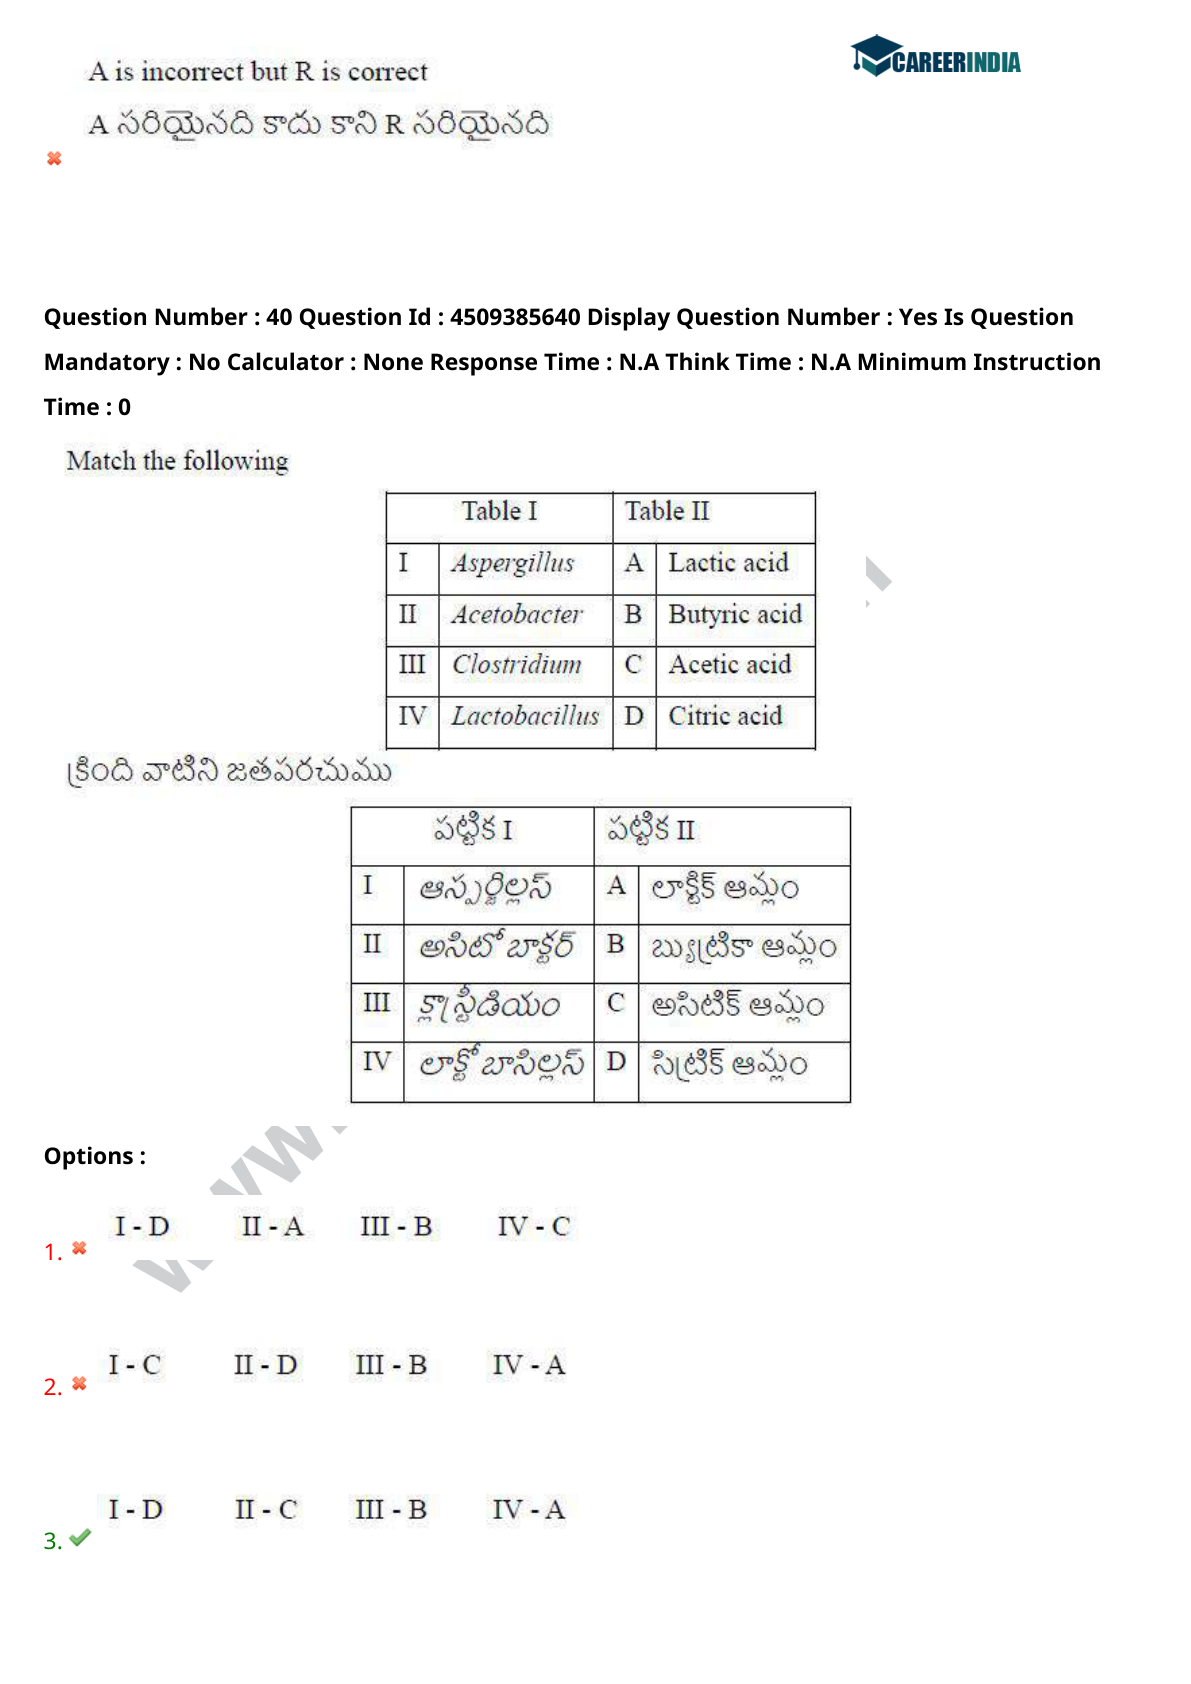 CAREERINDIA
A is incorrect but R is correct
A సరియైనది కాదు కాని R సరియైనది
Question Number : 40 Question Id : 4509385640 Display Question Number : Yes Is Question
Mandatory : No Calculator : None Response Time : N.A Think Time : N.A Minimum Instruction
Time : 0
Match the following
Table I Table II
I Aspergillus A Lactic acid
II Acetobacter B Butyric acid
III Clostridium C Acetic acid
IV Lactobacillus D Citric acid
క్రింది వాటిని జతపరచుము
పట్టిక I పట్టిక II
I ఆస్పర్జిల్లస్ A లాక్టిక్ ఆమ్లం
II అసిటో బాక్టర్ B బ్యుట్రికా ఆమ్లం
III క్లాస్ట్రీడియం C అసిటిక్ ఆమ్లం
IV లాక్టో బాసిల్లస్ D సిట్రిక్ ఆమ్లం
Options :
1. I - D II - A III - B IV - C
2. I - C II - D III - B IV - A
3. I - D II - C III - B IV - A